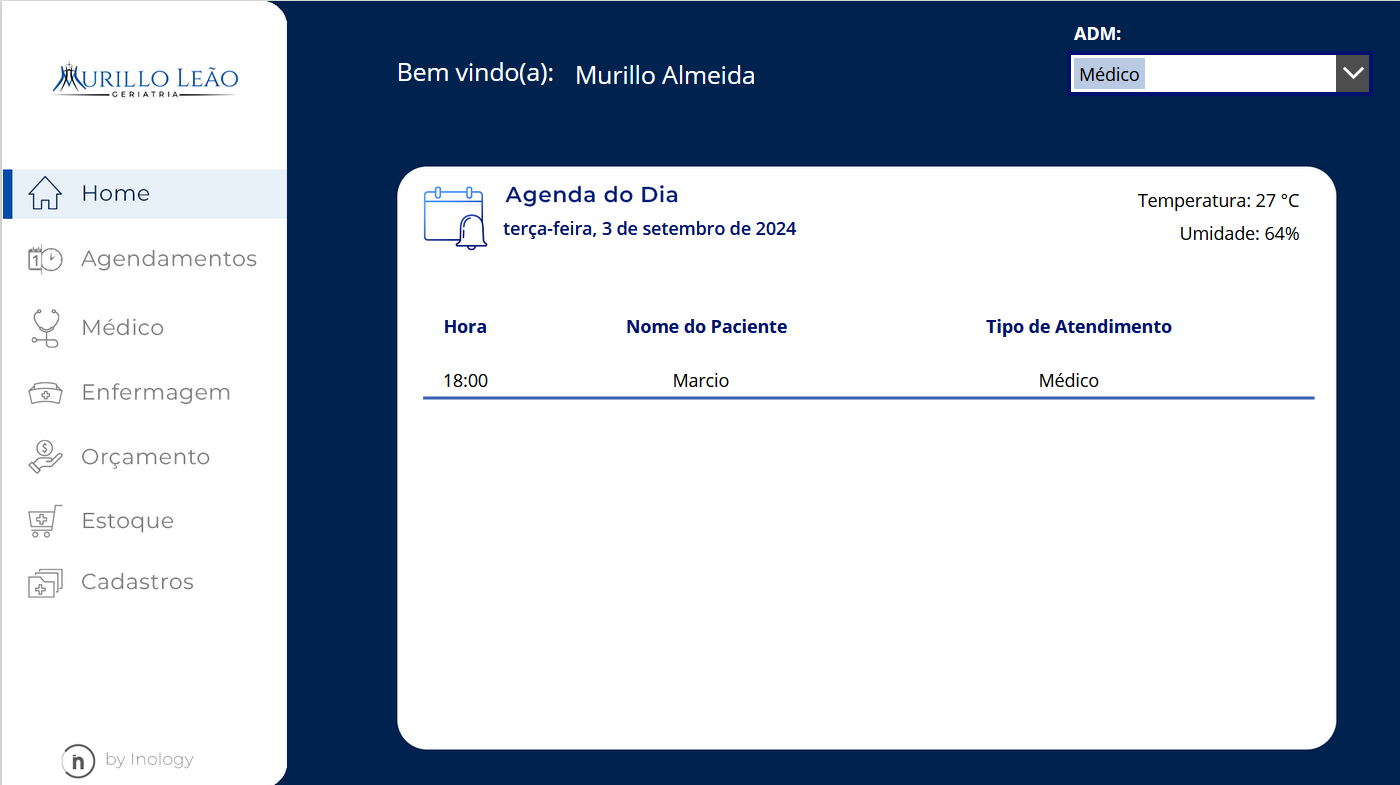 MURILLO LEÃO
GERIATRIA
Home
Agendamentos
Médico
Enfermagem
Orçamento
Estoque
Cadastros
in by Inology
Bem vindo(a): Murillo Almeida
ADM:
Médico
Agenda do Dia
terça-feira, 3 de setembro de 2024
Temperatura: 27 °C
Umidade: 64%
Hora Nome do Paciente Tipo de Atendimento
18:00 Marcio Médico